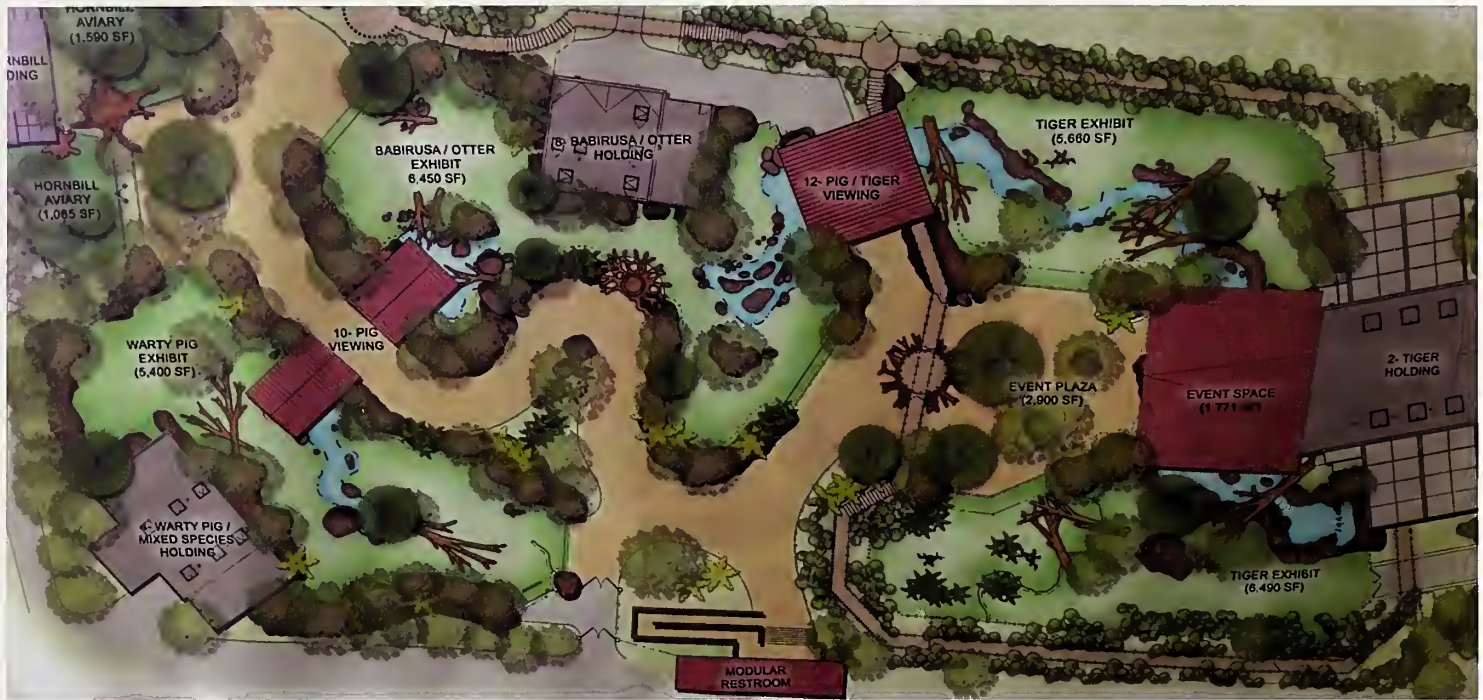 HORNBILL
AVIARY
(1,590 SF)
HORNBILL
AVIARY
(1,065 SF)
BABIRUSA / OTTER
EXHIBIT
6,450 SF)
BABIRUSA / OTTER
HOLDING
12- PIG / TIGER
VIEWING
TIGER EXHIBIT
(5,660 SF)
WARTY PIG
EXHIBIT
(5,400 SF)
10- PIG
VIEWING
EVENT PLAZA
(2,900 SF)
EVENT SPACE
2- TIGER
HOLDING
WARTY PIG /
MIXED SPECIES
HOLDING
TIGER EXHIBIT
(6,490 SF)
MODULAR
RESTROOM